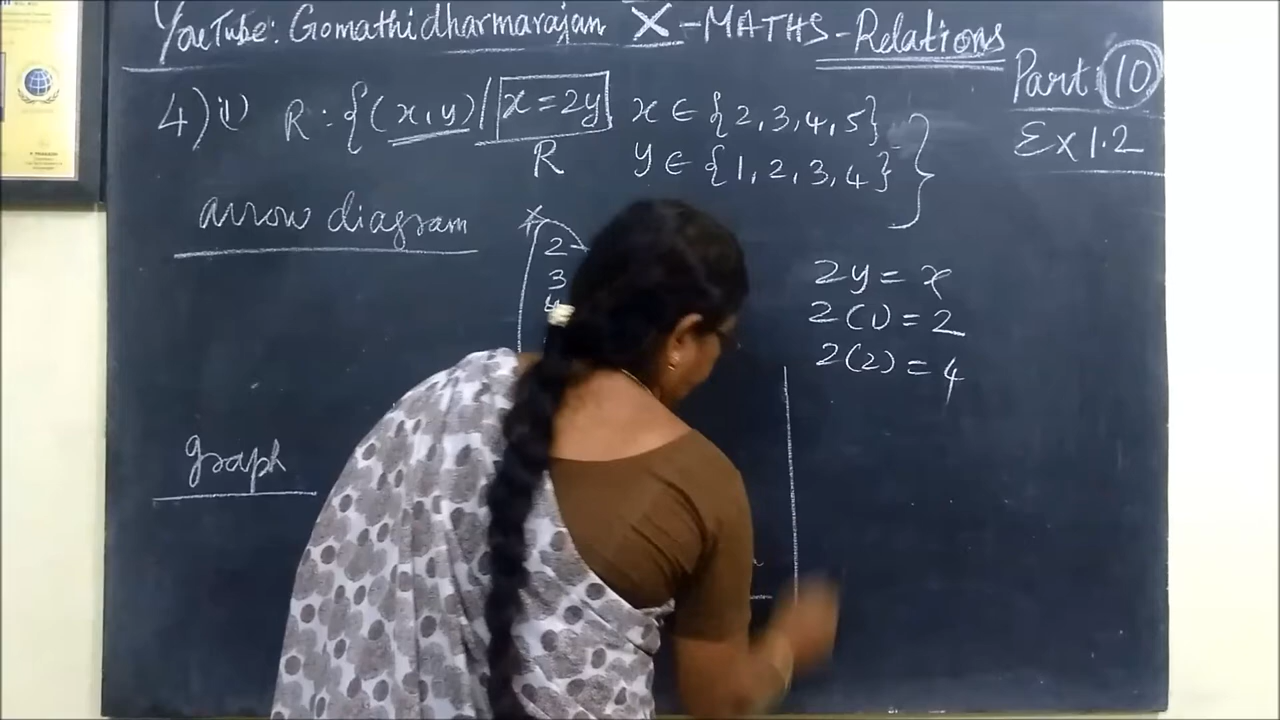 YouTube: Gomathidharmarajan X-MATHS-Relations
Part 10
Ex 1.2
4) (i) R = {(x,y)/x=2y x ∈ {2,3,4,5}
R y ∈ {1,2,3,4} }
arrow diagram
x
2
3
4
2y = x
2(1) = 2
2(2) = 4
graph